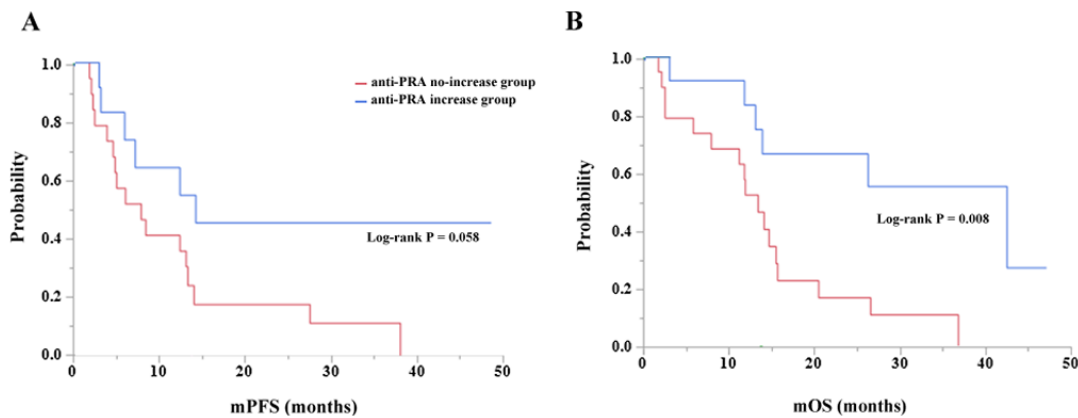 A
1.0
0.8
0.6
0.4
0.2
0.0
Probability
anti-PRA no-increase group
anti-PRA increase group
Log-rank P = 0.058
0 10 20 30 40 50
mPFS (months)
B
1.0
0.8
0.6
0.4
0.2
0.0
Probability
Log-rank P = 0.008
0 10 20 30 40 50
mOS (months)